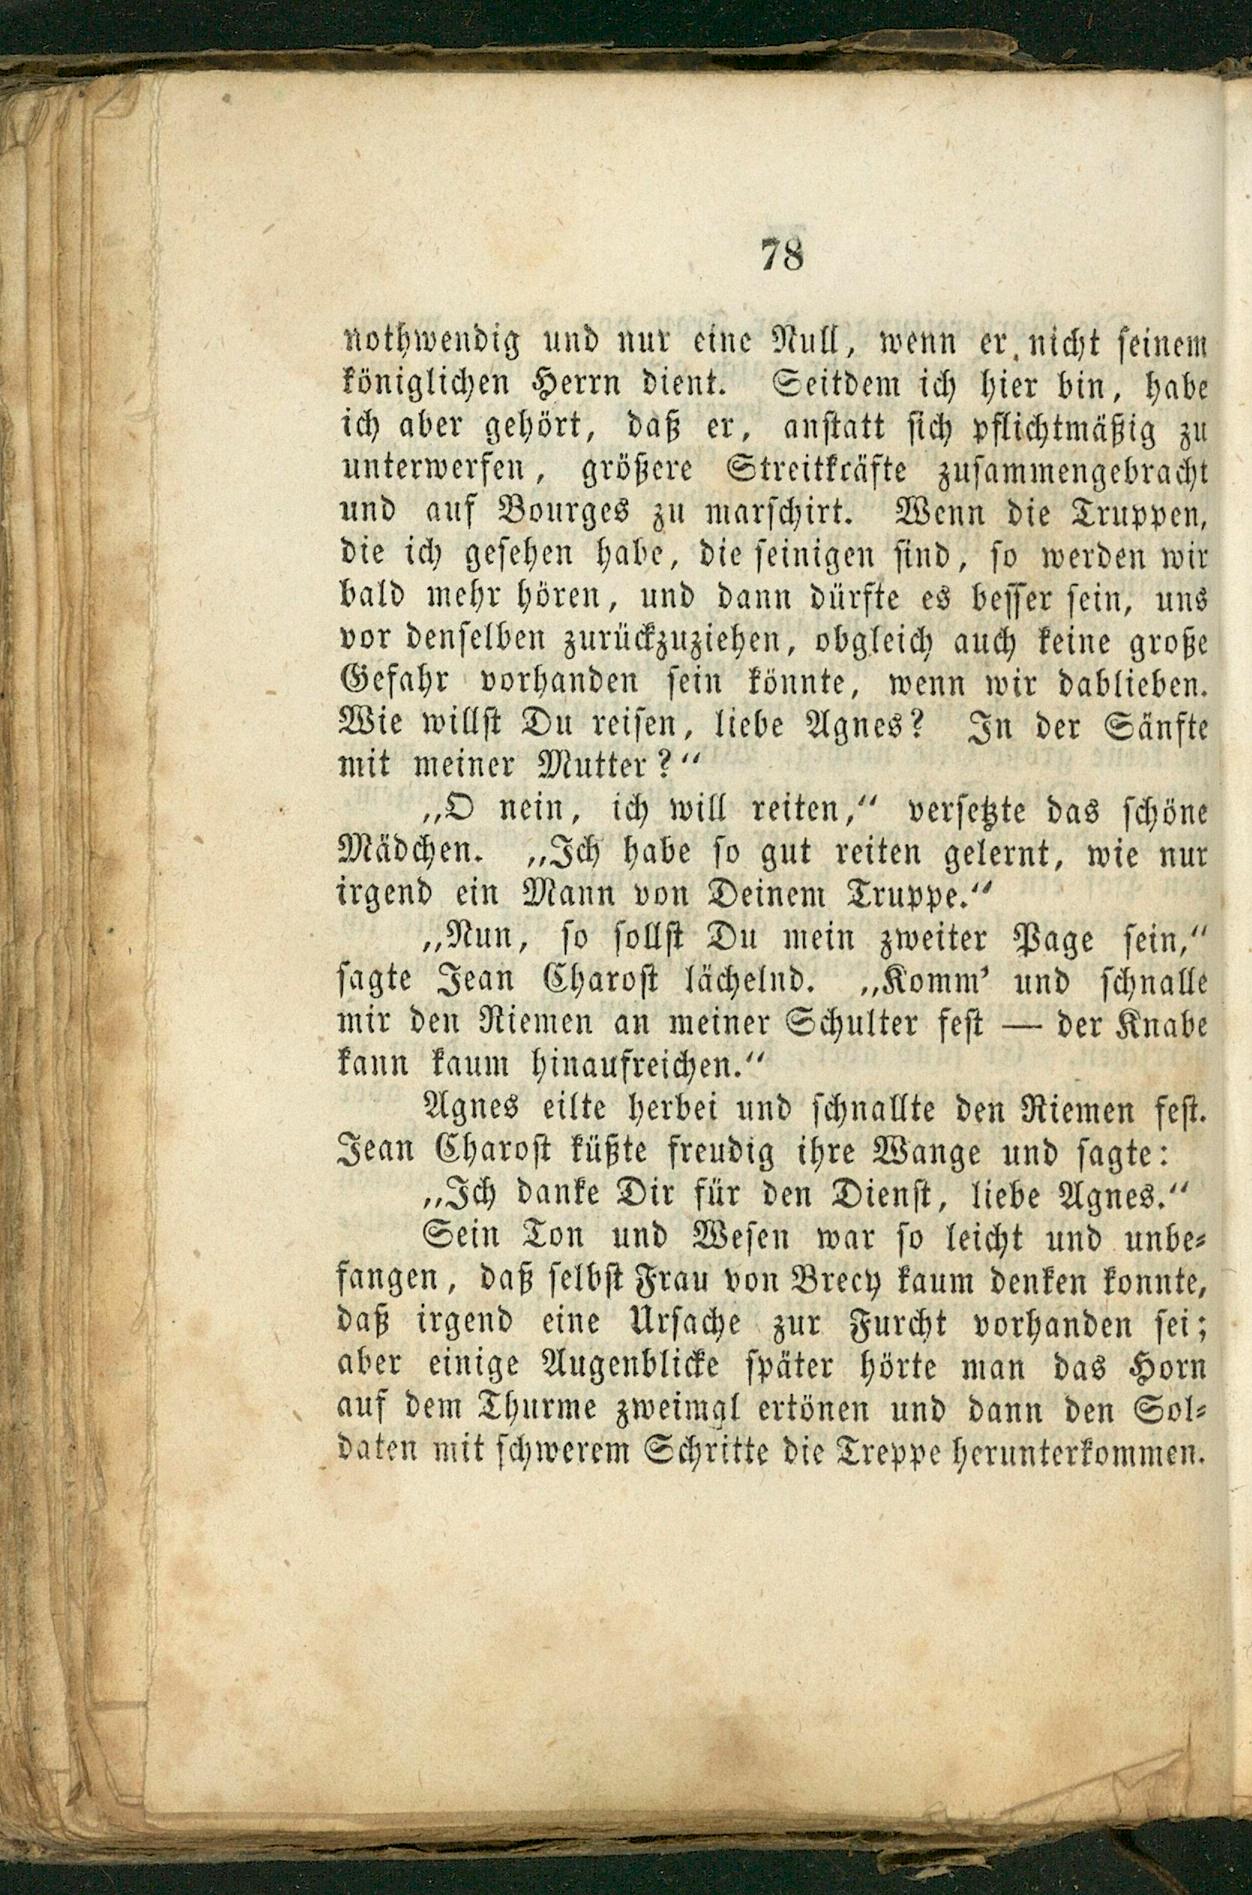 78
nothwendig und nur eine Null, wenn er nicht seinem
königlichen Herrn dient. Seitdem ich hier bin, habe
ich aber gehört, daß er, anstatt sich pflichtmäßig zu
unterwerfen, größere Streitkräfte zusammengebracht
und auf Bourges zu marschirt. Wenn die Truppen,
die ich gesehen habe, die seinigen sind, so werden wir
bald mehr hören, und dann dürfte es besser sein, uns
vor denselben zurückzuziehen, obgleich auch keine große
Gefahr vorhanden sein könnte, wenn wir dablieben.
Wie willst Du reisen, liebe Agnes? In der Sänfte
mit meiner Mutter?“
„O nein, ich will reiten,“ versetzte das schöne
Mädchen. „Ich habe so gut reiten gelernt, wie nur
irgend ein Mann von Deinem Truppe.“
„Nun, so sollst Du mein zweiter Page sein,“
sagte Jean Charost lächelnd. „Komm’ und schnalle
mir den Riemen an meiner Schulter fest — der Knabe
kann kaum hinaufreichen.“
Agnes eilte herbei und schnallte den Riemen fest.
Jean Charost küßte freudig ihre Wange und sagte:
„Ich danke Dir für den Dienst, liebe Agnes.“
Sein Ton und Wesen war so leicht und unbe-
fangen, daß selbst Frau von Brecy kaum denken konnte,
daß irgend eine Ursache zur Furcht vorhanden sei;
aber einige Augenblicke später hörte man das Horn
auf dem Thurme zweimal ertönen und dann den Sol-
daten mit schwerem Schritte die Treppe herunterkommen.